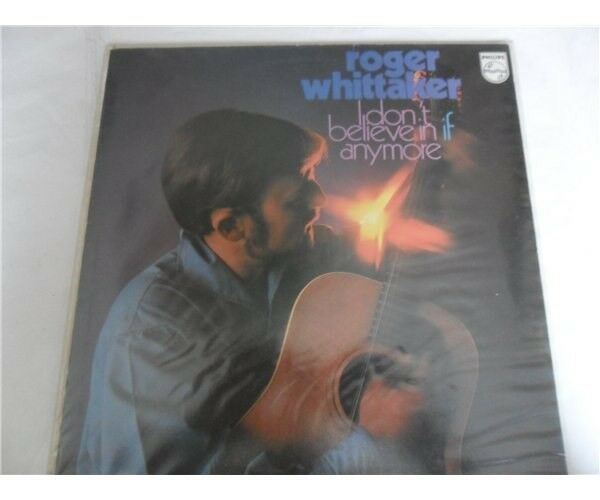 roger
whittaker
PHILIPS
I don't
believe in if
anymore